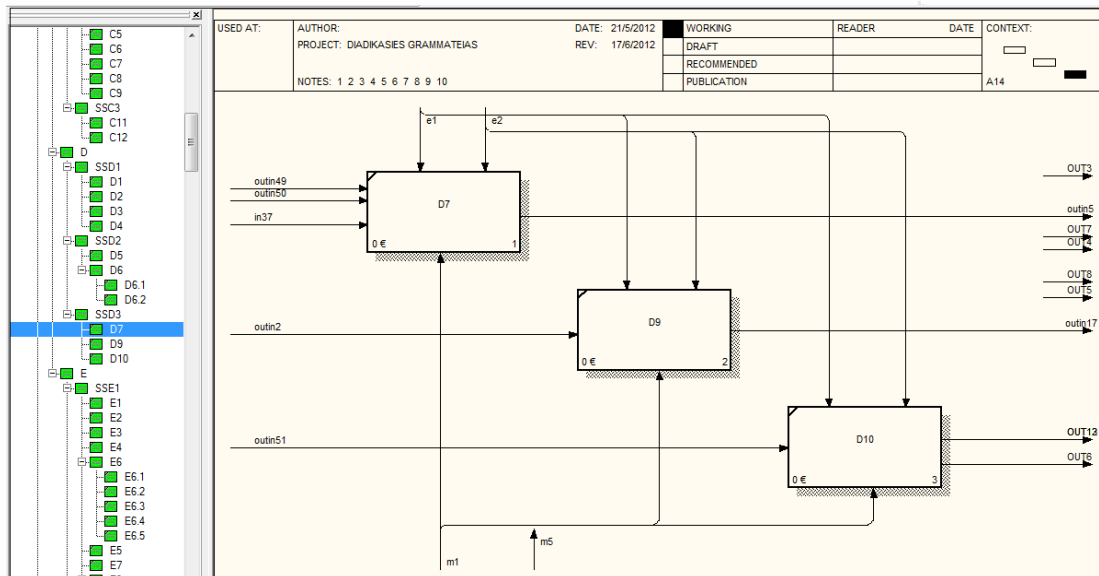 C5
C6
C7
C8
C9
SSC3
C11
C12
D
SSD1
D1
D2
D3
D4
SSD2
D5
D6
D6.1
D6.2
SSD3
D7
D9
D10
E
SSE1
E1
E2
E3
E4
E6
E6.1
E6.2
E6.3
E6.4
E6.5
E5
E7
USED AT:
AUTHOR:
PROJECT: DIADIKASIES GRAMMATEIAS
NOTES: 1 2 3 4 5 6 7 8 9 10
DATE: 21/5/2012
REV: 17/6/2012
WORKING
DRAFT
RECOMMENDED
PUBLICATION
READER DATE
CONTEXT:
A14
e1
e2
outin49
outin50
in37
D7
0 € 1
OUT3
outin5
OUT7
OUT4
OUT8
OUT5
outin2
D9
0 € 2
outin17
outin51
D10
0 € 3
OUT6
m5
m1